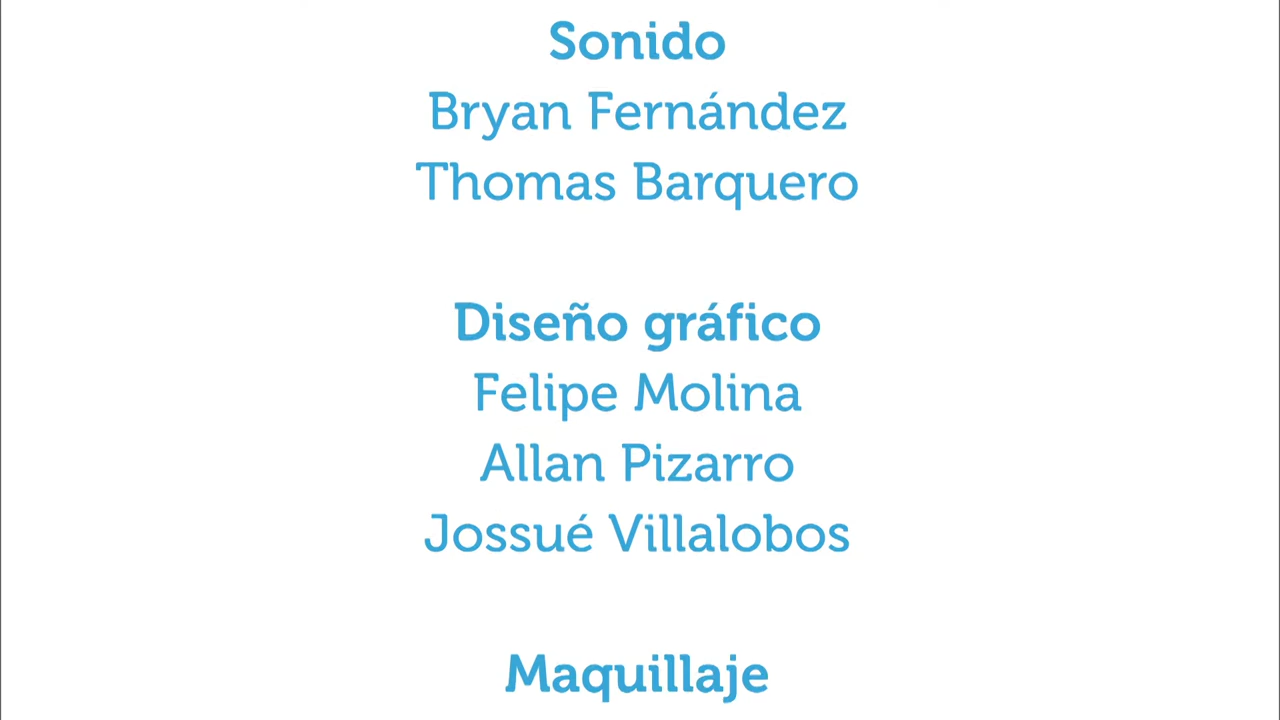 Sonido
Bryan Fernández
Thomas Barquero
Diseño gráfico
Felipe Molina
Allan Pizarro
Jossué Villalobos
Maquillaje